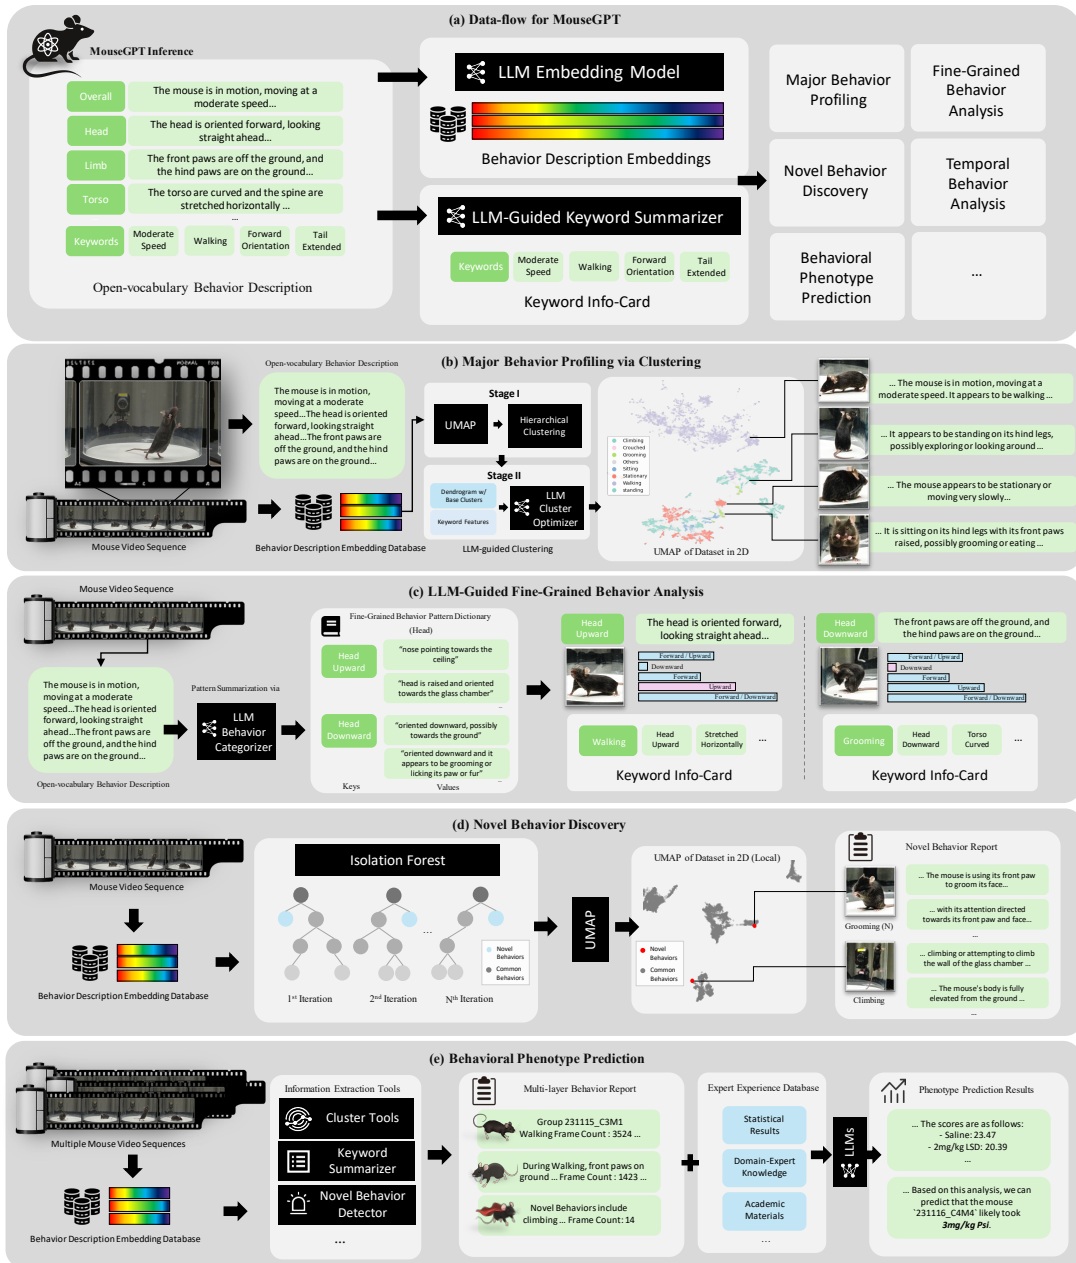 (a) Data-flow for MouseGPT
MouseGPT Inference
Overall
The mouse is in motion, moving at a
moderate speed...
Head
The head is oriented forward, looking
straight ahead...
Limb
The front paws are off the ground, and
the hind paws are on the ground...
Torso
The torso are curved and the spine are
stretched horizontally ...
...
Keywords
Moderate
Speed
Walking
Forward
Orientation
Tail
Extended
Open-vocabulary Behavior Description
LLM Embedding Model
Behavior Description Embeddings
LLM-Guided Keyword Summarizer
Keywords
Moderate
Speed
Walking
Forward
Orientation
Tail
Extended
Keyword Info-Card
Major Behavior
Profiling
Fine-Grained
Behavior
Analysis
Novel Behavior
Discovery
Temporal
Behavior
Analysis
Behavioral
Phenotype
Prediction
...
(b) Major Behavior Profiling via Clustering
Mouse Video Sequence
Open-vocabulary Behavior Description
The mouse is in motion,
moving at a moderate
speed...The head is oriented
forward, looking straight
ahead...The front paws are
off the ground, and the hind
paws are on the ground...
Behavior Description Embedding Database
Stage I
UMAP
Hierarchical
Clustering
Stage II
Dendrogram w/
Base Clusters
Keyword Features
LLM
Cluster
Optimizer
LLM-guided Clustering
Climbing
Crouched
Grooming
Others
Sitting
Stationary
Walking
standing
UMAP of Dataset in 2D
... The mouse is in motion, moving at a
moderate speed. It appears to be walking ...
... It appears to be standing on its hind legs,
possibly exploring or looking around ...
... The mouse appears to be stationary or
moving very slowly...
... It is sitting on its hind legs with its front paws
raised, possibly grooming or eating ...
(c) LLM-Guided Fine-Grained Behavior Analysis
Mouse Video Sequence
The mouse is in motion,
moving at a moderate
speed...The head is oriented
forward, looking straight
ahead...The front paws are
off the ground, and the hind
paws are on the ground...
Open-vocabulary Behavior Description
Pattern Summarization via
LLM
Behavior
Categorizer
Fine-Grained Behavior Pattern Dictionary
(Head)
Head
Upward
"nose pointing towards the
ceiling"
"head is raised and oriented
towards the glass chamber"
...
Head
Downward
"oriented downward, possibly
towards the ground"
"oriented downward and it
appears to be grooming or
licking its paw or fur"
...
Keys
Values
Head
Upward
The head is oriented forward,
looking straight ahead...
Forward / Upward
Downward
Forward
Upward
Forward / Downward
Walking
Head
Upward
Stretched
Horizontally
...
Keyword Info-Card
Head
Downward
The front paws are off the ground, and
the hind paws are on the ground...
Forward / Upward
Downward
Forward
Upward
Forward / Downward
Grooming
Head
Downward
Torso
Curved
...
Keyword Info-Card
(d) Novel Behavior Discovery
Mouse Video Sequence
Behavior Description Embedding Database
Isolation Forest
...
Novel
Behaviors
Common
Behaviors
1st Iteration
2nd Iteration
Nth Iteration
UMAP
UMAP of Dataset in 2D (Local)
Novel
Behaviors
Common
Behaviors
Novel Behavior Report
Grooming (N)
... The mouse is using its front paw
to groom its face...
... with its attention directed
towards its front paw and face...
...
Climbing
... climbing or attempting to climb
the wall of the glass chamber ...
... The mouse's body is fully
elevated from the ground ...
...
(e) Behavioral Phenotype Prediction
Multiple Mouse Video Sequences
Behavior Description Embedding Database
Information Extraction Tools
Cluster Tools
Keyword
Summarizer
Novel Behavior
Detector
...
Multi-layer Behavior Report
Group 231115_C3M1
Walking Frame Count : 3524 ...
During Walking, front paws on
ground ... Frame Count : 1423 ...
Novel Behaviors include
climbing ... Frame Count: 14
Expert Experience Database
Statistical
Results
Domain-Expert
Knowledge
Academic
Materials
...
LLMs
Phenotype Prediction Results
... The scores are as follows:
- Saline: 23.47
- 2mg/kg LSD: 20.39
...
... Based on this analysis, we can
predict that the mouse
`231116_C4M4` likely took
3mg/kg Psi.